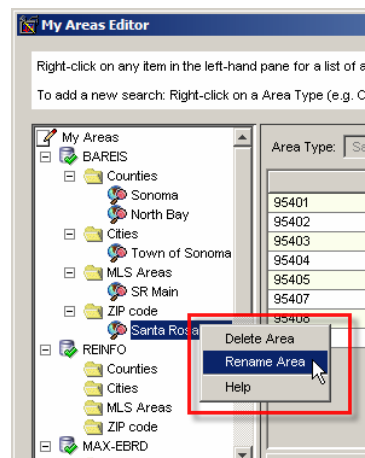 My Areas Editor
Right-click on any item in the left-hand pane for a list of a
To add a new search: Right-click on a Area Type (e.g. C
My Areas
BAREIS
Counties
Sonoma
North Bay
Cities
Town of Sonoma
MLS Areas
SR Main
ZIP code
Santa Rosa
REINFO
Counties
Cities
MLS Areas
ZIP code
MAX-EBRD
Area Type: Se
95401
95402
95403
95404
95405
95407
95408
Delete Area
Rename Area
Help